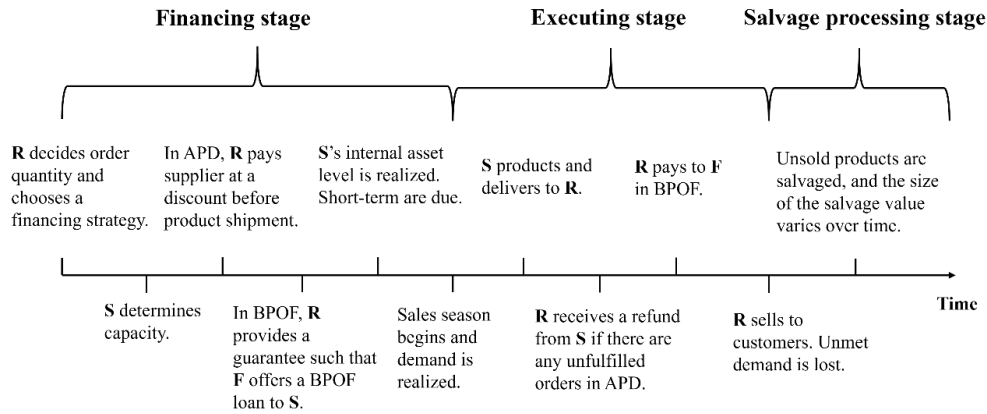 Financing stage
Executing stage
Salvage processing stage
R decides order
quantity and
chooses a
financing strategy.
In APD, R pays
supplier at a
discount before
product shipment.
S's internal asset
level is realized.
Short-term are due.
S products and
delivers to R.
R pays to F
in BPOF.
Unsold products are
salvaged, and the size
of the salvage value
varies over time.
Time
S determines
capacity.
In BPOF, R
provides a
guarantee such that
F offers a BPOF
loan to S.
Sales season
begins and
demand is
realized.
R receives a refund
from S if there are
any unfulfilled
orders in APD.
R sells to
customers. Unmet
demand is lost.